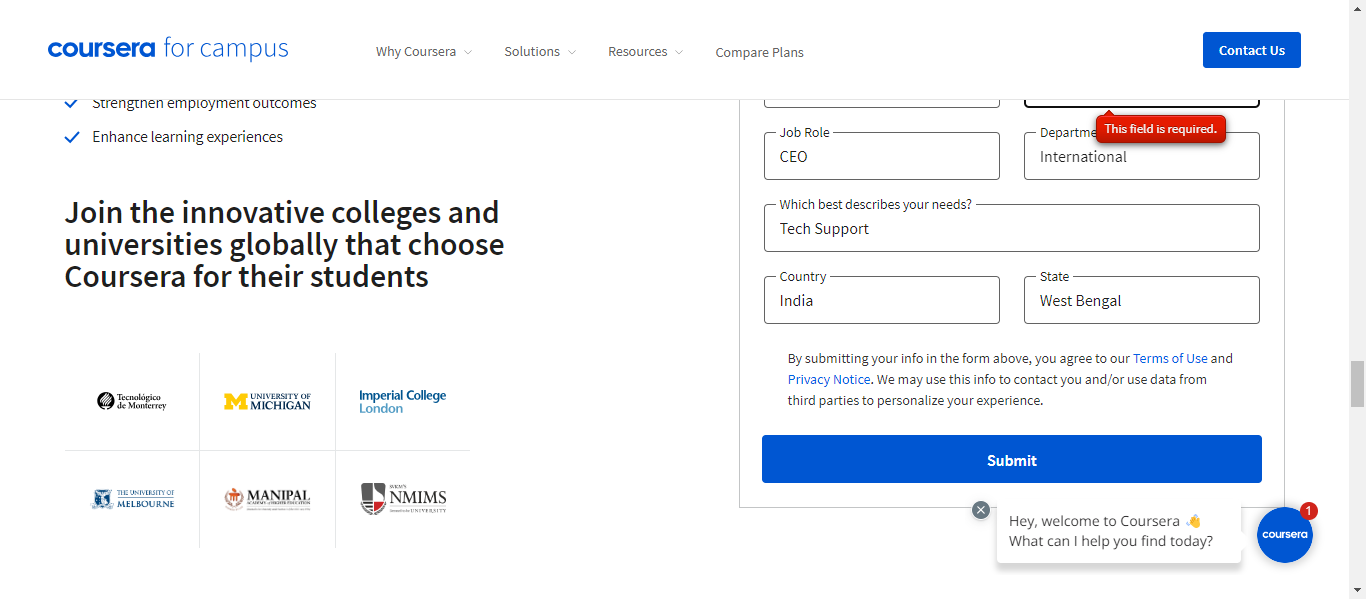 coursera for campus
Why Coursera
Solutions
Resources
Compare Plans
Contact Us
Strengthen employment outcomes
Enhance learning experiences
Join the innovative colleges and
universities globally that choose
Coursera for their students
Tecnológico
de Monterrey
M UNIVERSITY OF
MICHIGAN
Imperial College
London
THE UNIVERSITY OF
MELBOURNE
MANIPAL
SVKM'S
NMIMS
UNIVERSITY
This field is required.
Job Role
CEO
Departme
International
Which best describes your needs?
Tech Support
Country
India
State
West Bengal
By submitting your info in the form above, you agree to our Terms of Use and
Privacy Notice. We may use this info to contact you and/or use data from
third parties to personalize your experience.
Submit
Hey, welcome to Coursera 👋
What can I help you find today?
coursera
1